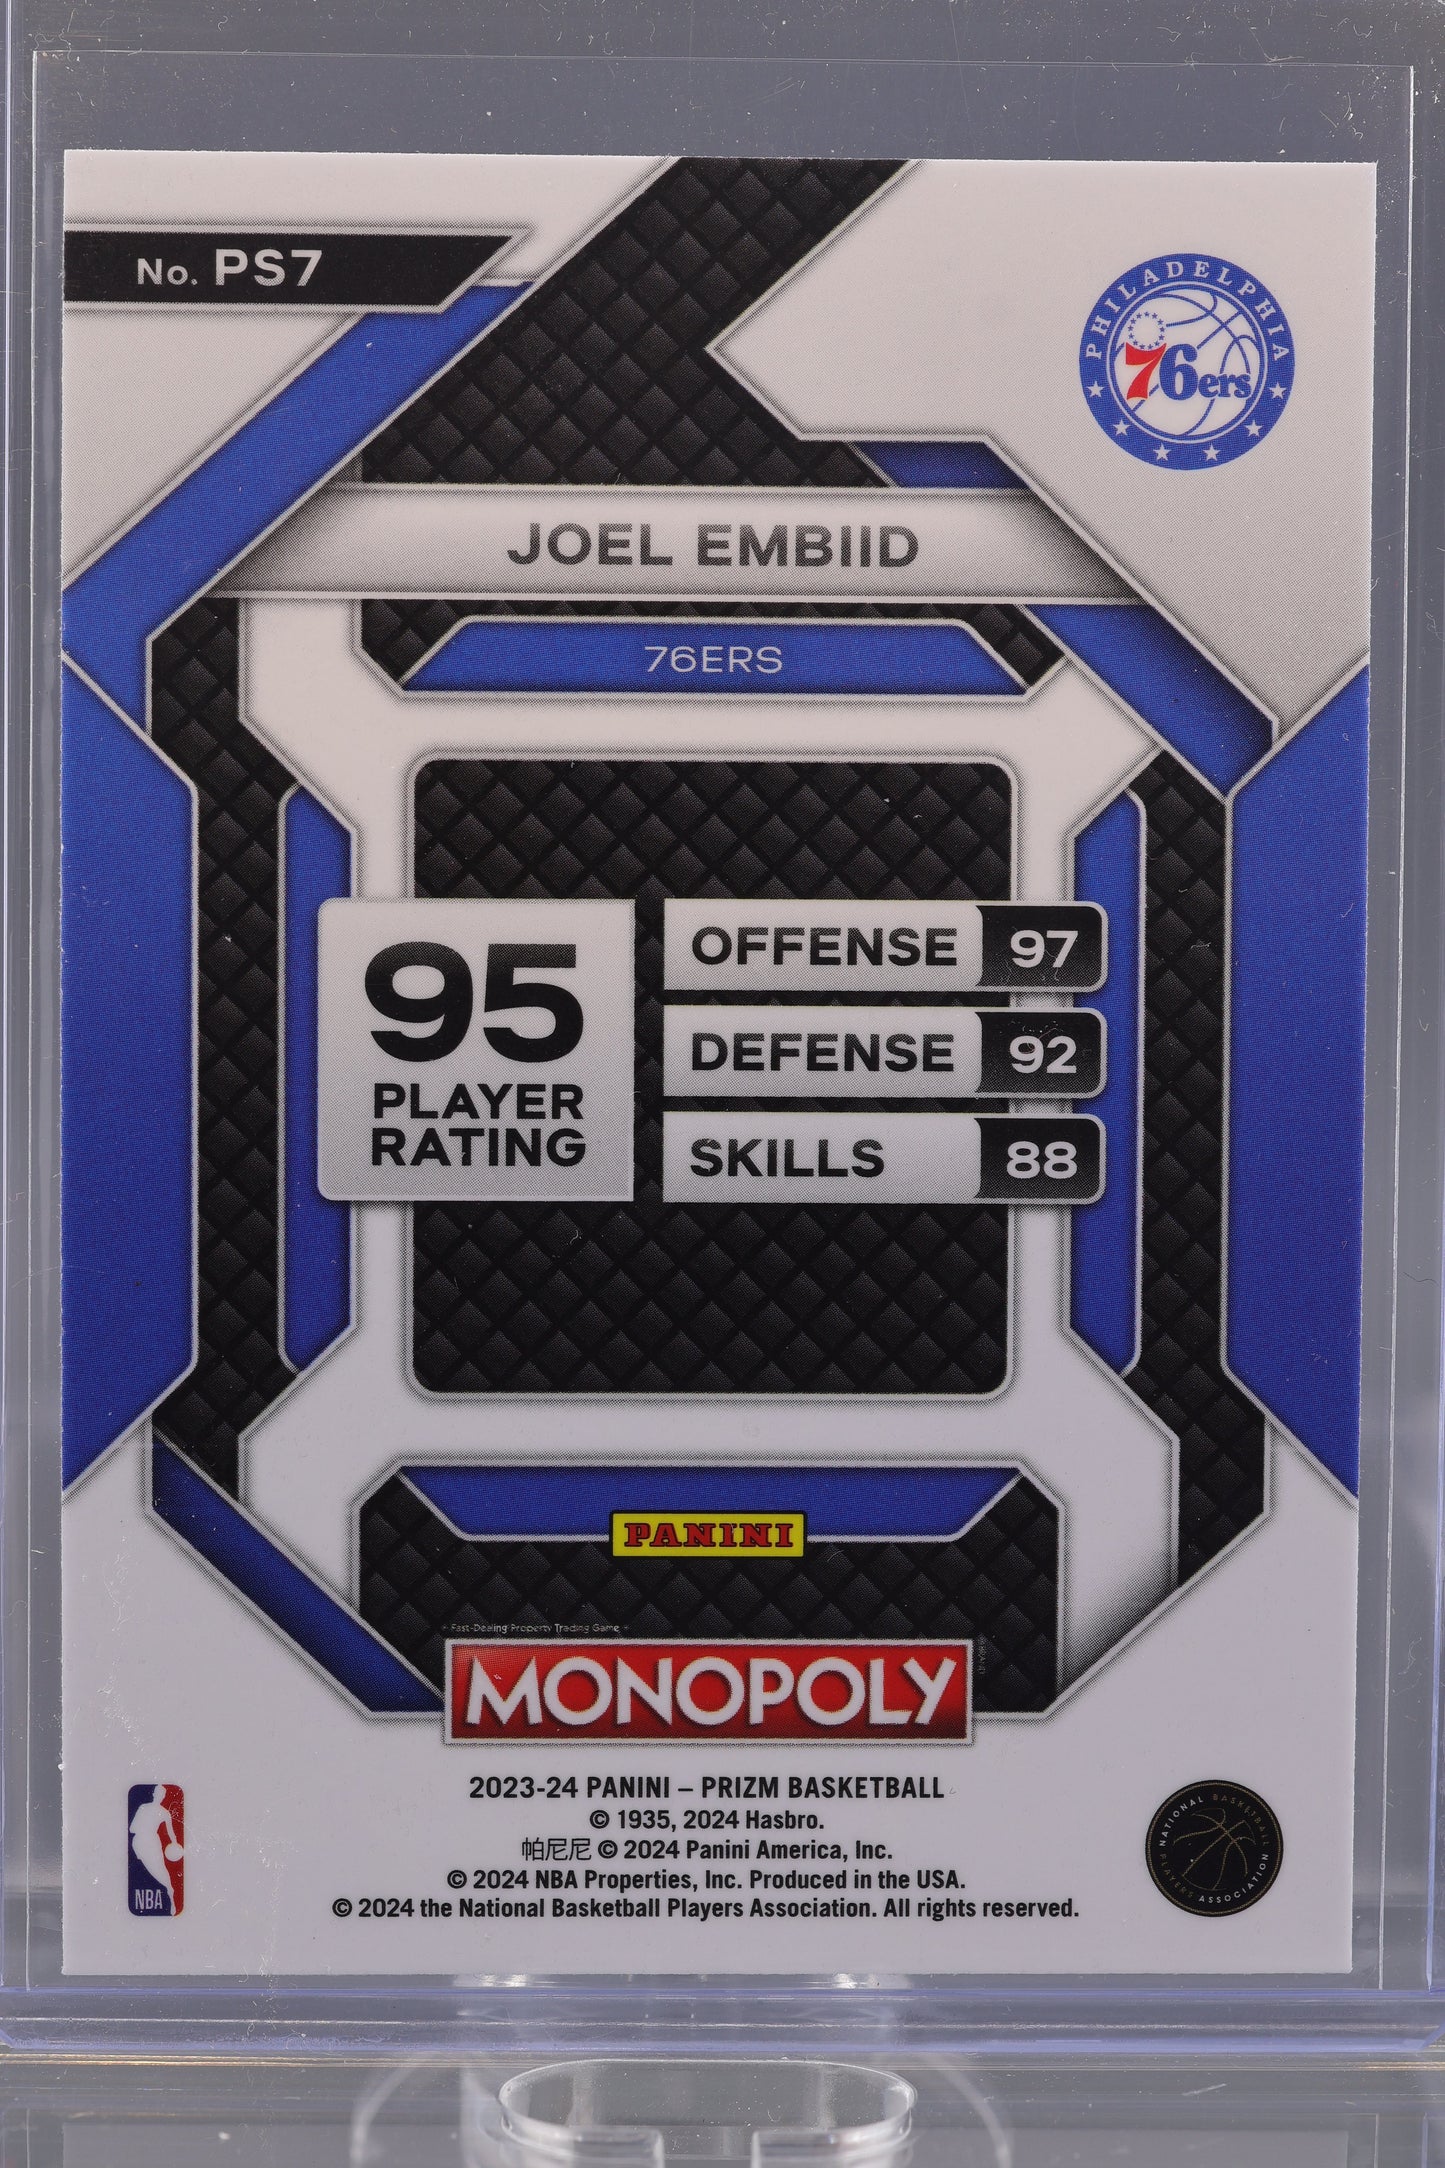 No. PS7
PHILADELPHIA
76ers
JOEL EMBIID
76ERS
95
PLAYER
RATING
OFFENSE 97
DEFENSE 92
SKILLS 88
PANINI
Fast-Dealing Property Trading Game
MONOPOLY
2023-24 PANINI – PRIZM BASKETBALL
© 1935, 2024 Hasbro.
帕尼尼 © 2024 Panini America, Inc.
© 2024 NBA Properties, Inc. Produced in the USA.
© 2024 the National Basketball Players Association. All rights reserved.
NBA
NATIONAL BASKETBALL
PLAYERS ASSOCIATION